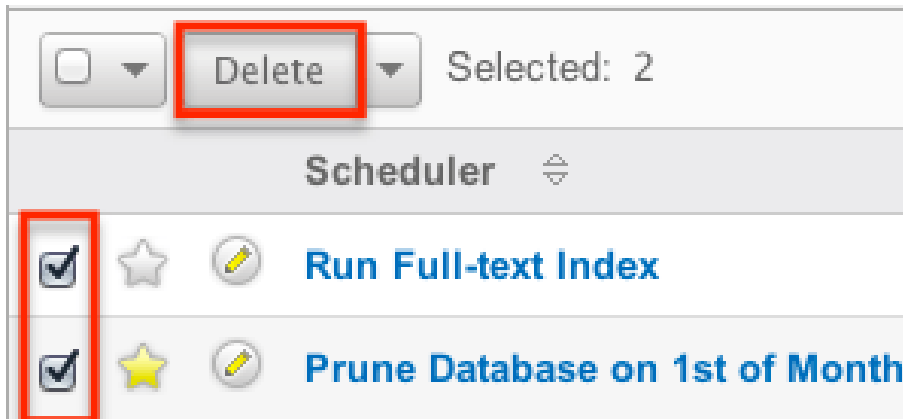 Delete Selected: 2
Scheduler
Run Full-text Index
Prune Database on 1st of Month